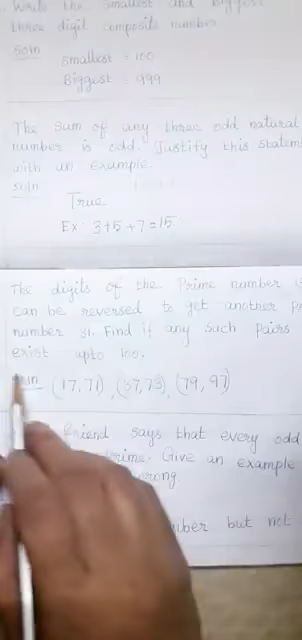 Write the smallest and biggest
three digit composite number.
Soln
Smallest = 100
Biggest = 999
The sum of any three odd natural
number is odd. Justify this
with an example.
Soln
True
Ex: 3+5+7=15
The digits of the Prime number
can be reversed to get another
number 31. Find if any such pairs
exist upto 100.
(17,71), (37,73), (79,97)
Friend says that every odd
prime. Give an example
wrong.
but not